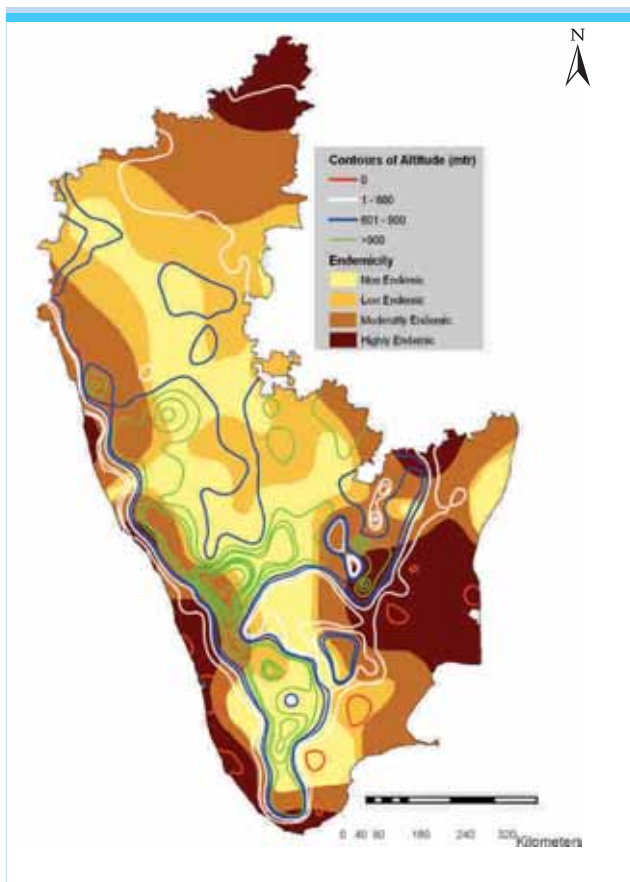 N
Contours of Altitude (mtr)
0
1 - 600
601 - 900
>900
Endemicity
Non Endemic
Low Endemic
Moderatly Endemic
Highly Endemic
0 40 80 160 240 320
Kilometers